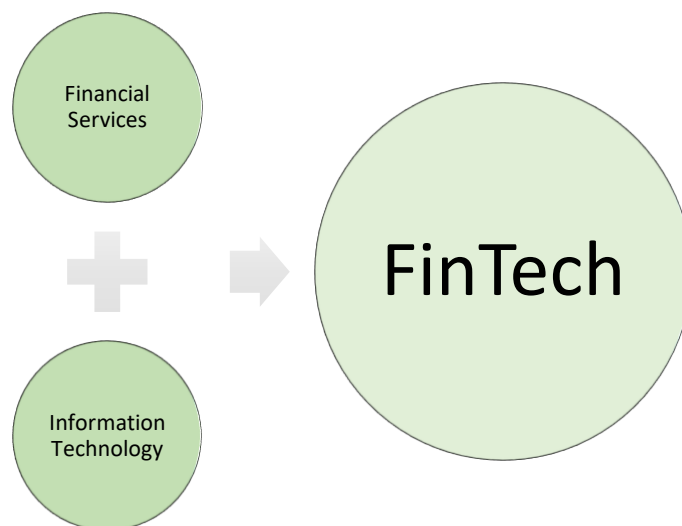 Financial
Services
Information
Technology
FinTech